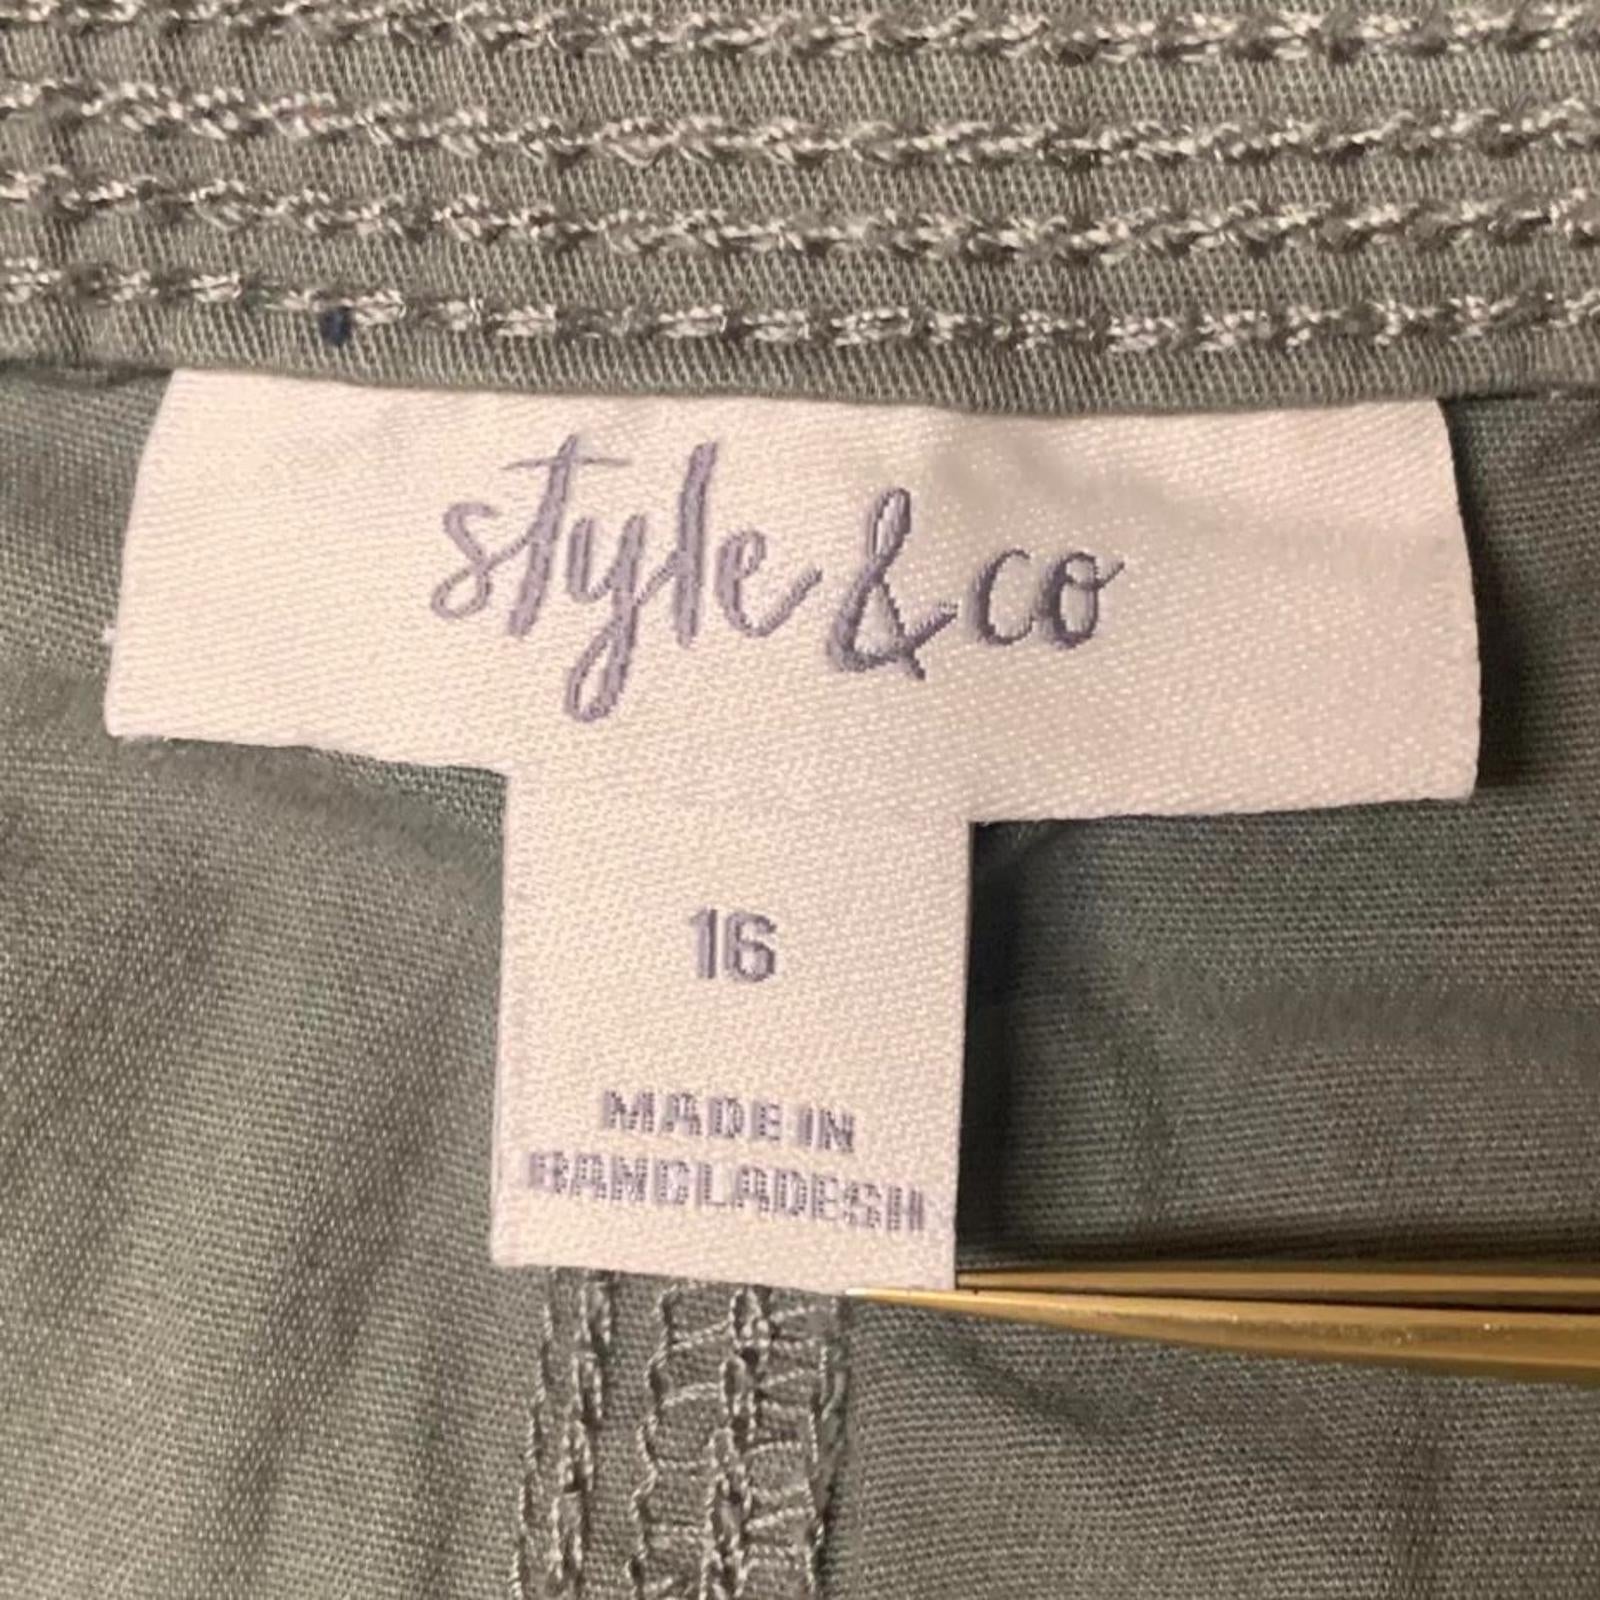 style & co
16
MADE IN
BANGLADESH